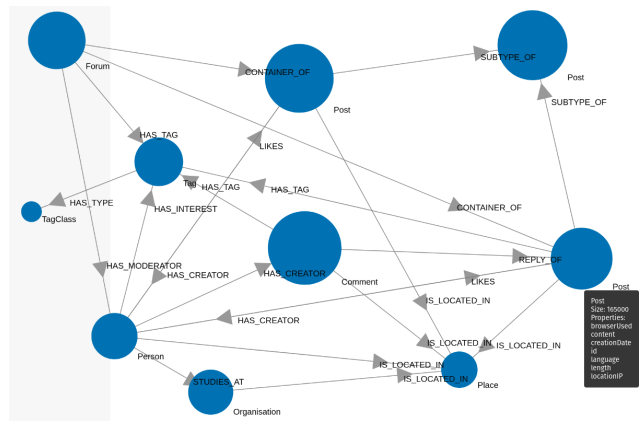 Forum
CONTAINER_OF
Post
SUBTYPE_OF
Post
SUBTYPE_OF
HAS_TAG
LIKES
Tag
HAS_TAG
HAS_TAG
HAS_TYPE
TagClass
HAS_INTEREST
CONTAINER_OF
HAS_MODERATOR
HAS_CREATOR
HAS_CREATOR
Comment
REPLY_OF
LIKES
Post
HAS_CREATOR
IS_LOCATED_IN
Person
IS_LOCATED_IN
IS_LOCATED_IN
IS_LOCATED_IN
IS_LOCATED_IN
Place
STUDIES_AT
Organisation
Post
Size: 165000
Properties:
browserUsed
content
creationDate
id
language
length
locationIP